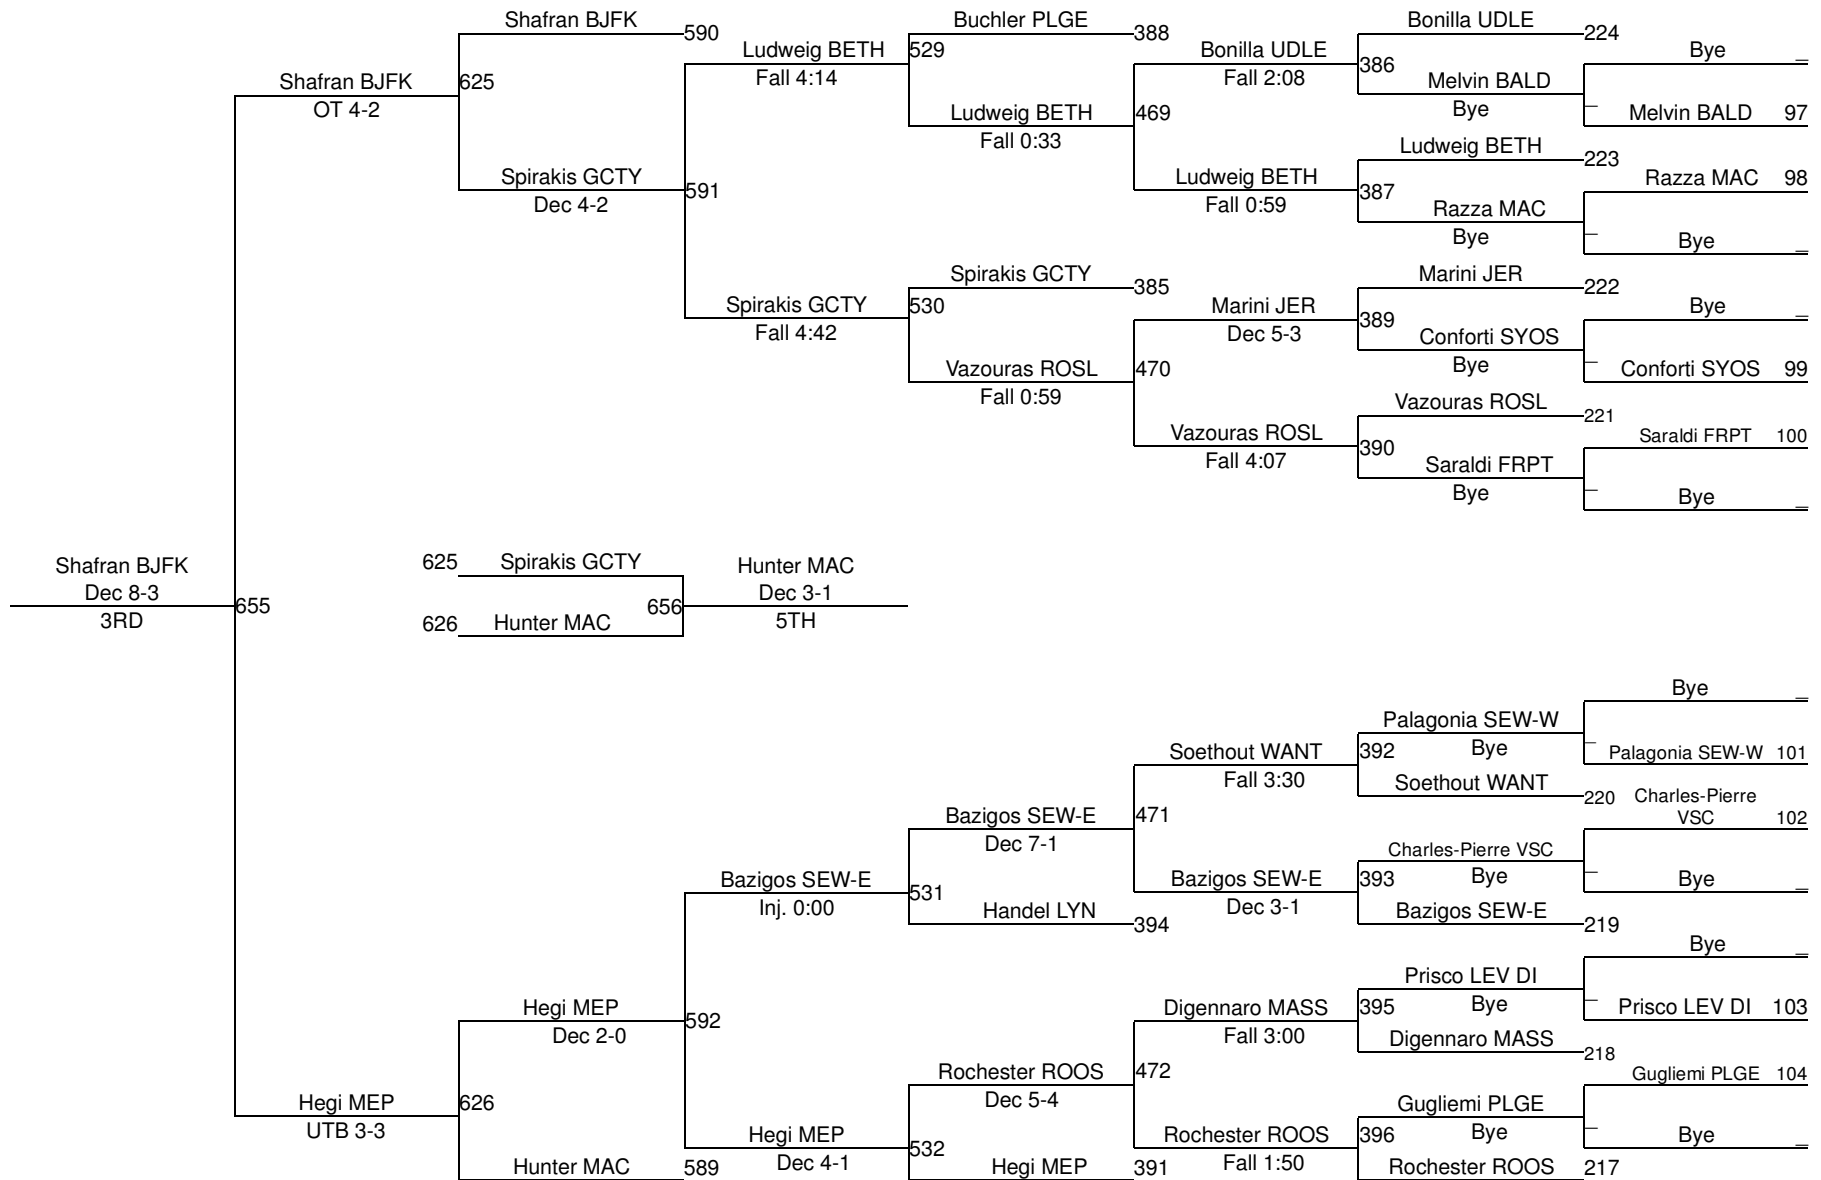 Shafran BJFK
590
Buchler PLGE
388
Bonilla UDLE
224
Ludweig BETH
529
Bonilla UDLE
386
Bye _
Fall 4:14
Fall 2:08
Melvin BALD
Shafran BJFK
625
Bye
OT 4-2
Ludweig BETH
469
_
Melvin BALD 97
Fall 0:33
Ludweig BETH
223
Spirakis GCTY
591
Ludweig BETH
387
Razza MAC 98
Dec 4-2
Fall 0:59
Razza MAC
Bye
_
Bye _
Spirakis GCTY
385
Marini JER
222
Spirakis GCTY
530
Marini JER
389
Bye _
Fall 4:42
Dec 5-3
Conforti SYOS
Bye
_
Vazouras ROSL
470
Conforti SYOS 99
Fall 0:59
Vazouras ROSL
221
Vazouras ROSL
390
Saraldi FRPT 100
Fall 4:07
Saraldi FRPT
Bye
_
Bye _
Shafran BJFK
Dec 8-3
3RD
655
625 Spirakis GCTY
626 Hunter MAC
656
Hunter MAC
Dec 3-1
5TH
Bye _
Palagonia SEW-W
Bye
392
_
Palagonia SEW-W 101
Soethout WANT
Fall 3:30
Soethout WANT
220
Charles-Pierre
VSC 102
Bazigos SEW-E
471
Dec 7-1
Charles-Pierre VSC
Bye
393
_
Bye _
Bazigos SEW-E
531
Inj. 0:00
Bazigos SEW-E
Dec 3-1
Handel LYN
394
Bazigos SEW-E
219
Bye _
Prisco LEV DI
Bye
395
_
Prisco LEV DI 103
Hegi MEP
592
Dec 2-0
Digennaro MASS
Fall 3:00
Digennaro MASS
218
Rochester ROOS
472
Dec 5-4
Gugliemi PLGE 104
Hegi MEP
626
UTB 3-3
Gugliemi PLGE
Bye
396
_
Bye _
Hegi MEP
532
Dec 4-1
Rochester ROOS
Fall 1:50
Hunter MAC
589
Hegi MEP
391
Rochester ROOS
217